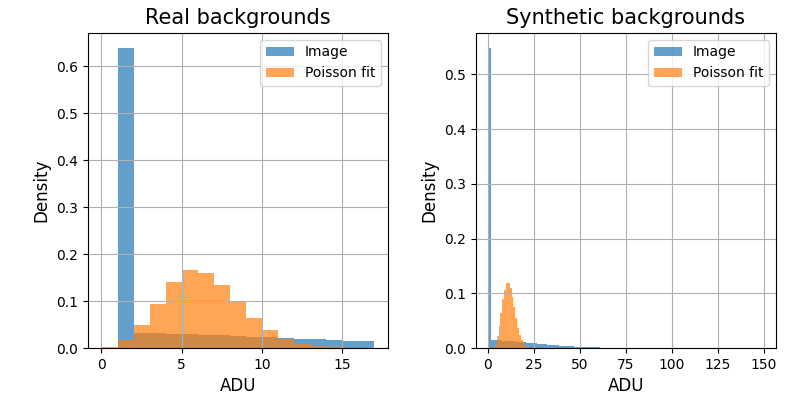 Real backgrounds
Image
Poisson fit
Density
0.6
0.5
0.4
0.3
0.2
0.1
0.0
0
5
10
15
ADU
Synthetic backgrounds
Image
Poisson fit
Density
0.5
0.4
0.3
0.2
0.1
0.0
0
25
50
75
100
125
150
ADU